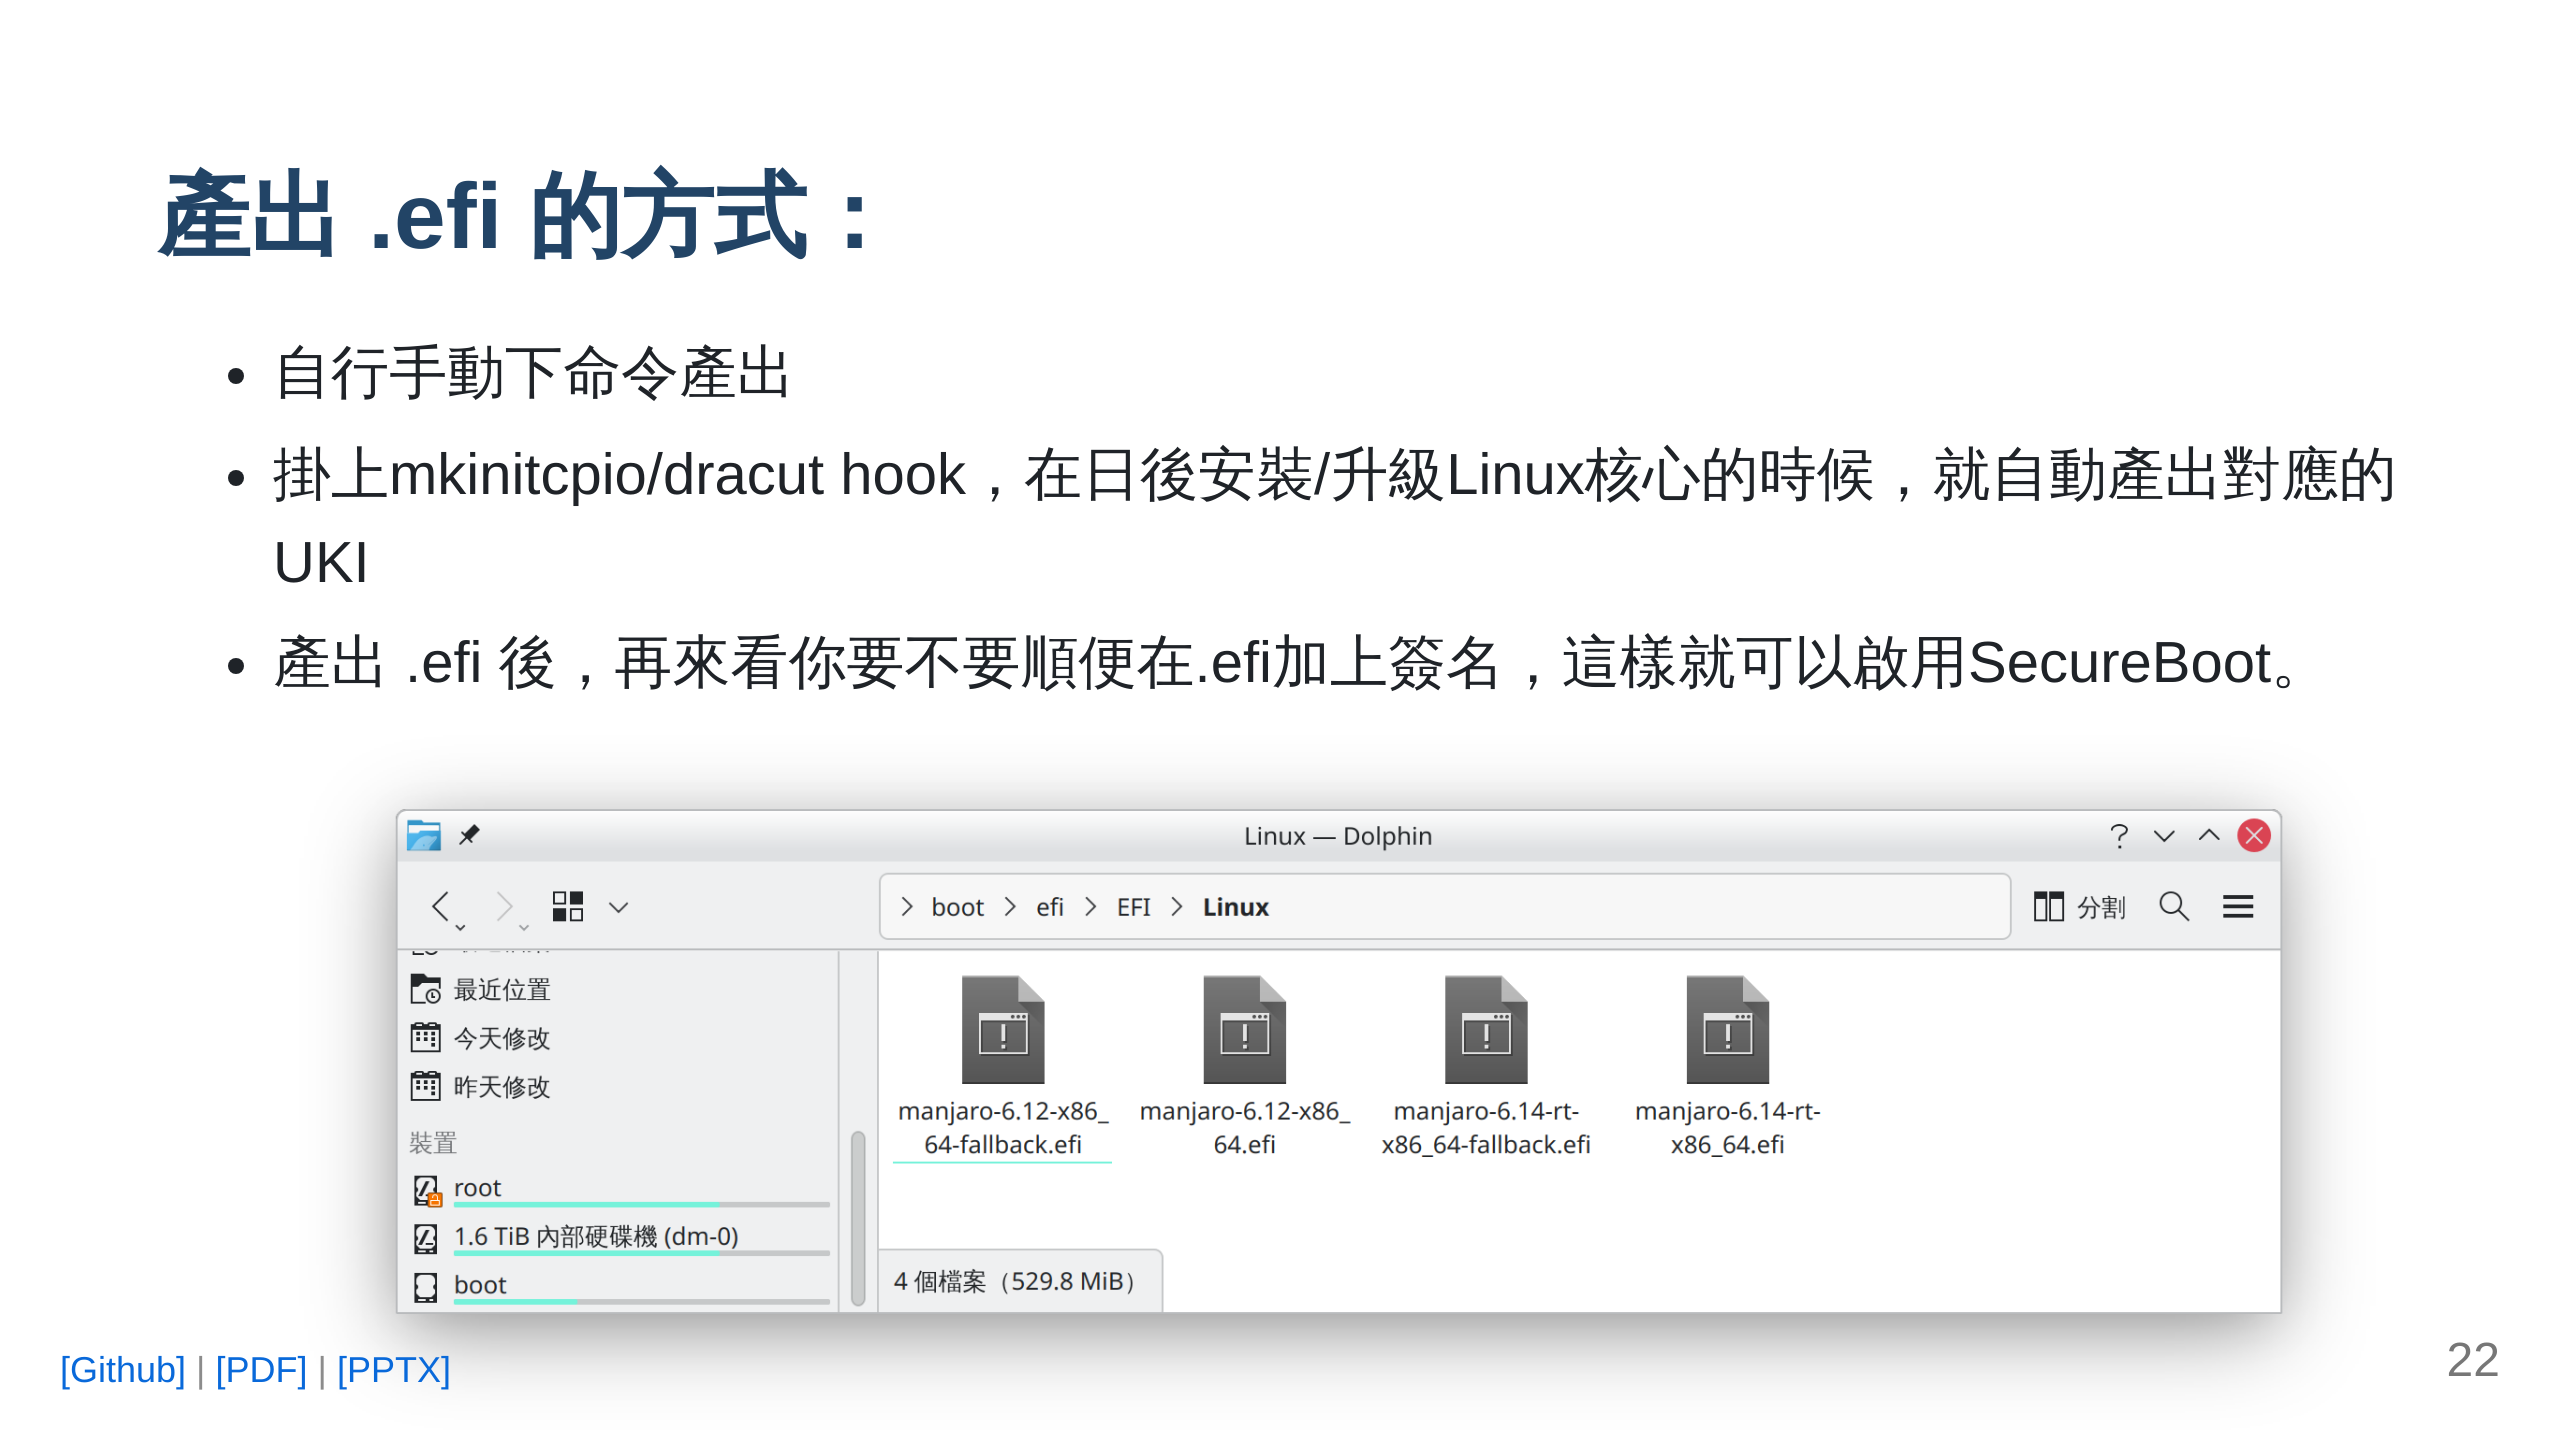 產出 .efi 的方式：
• 自行手動下命令產出
• 掛上mkinitcpio/dracut hook，在日後安裝/升級Linux核心的時候，就自動產出對應的
UKI
• 產出 .efi 後，再來看你要不要順便在.efi加上簽名，這樣就可以啟用SecureBoot。
Linux — Dolphin
boot efi EFI Linux
分割
最近位置
今天修改
昨天修改
裝置
root
1.6 TiB 內部硬碟機 (dm-0)
boot
manjaro-6.12-x86_
64-fallback.efi
manjaro-6.12-x86_
64.efi
manjaro-6.14-rt-
x86_64-fallback.efi
manjaro-6.14-rt-
x86_64.efi
4 個檔案（529.8 MiB）
[Github] | [PDF] | [PPTX]
22